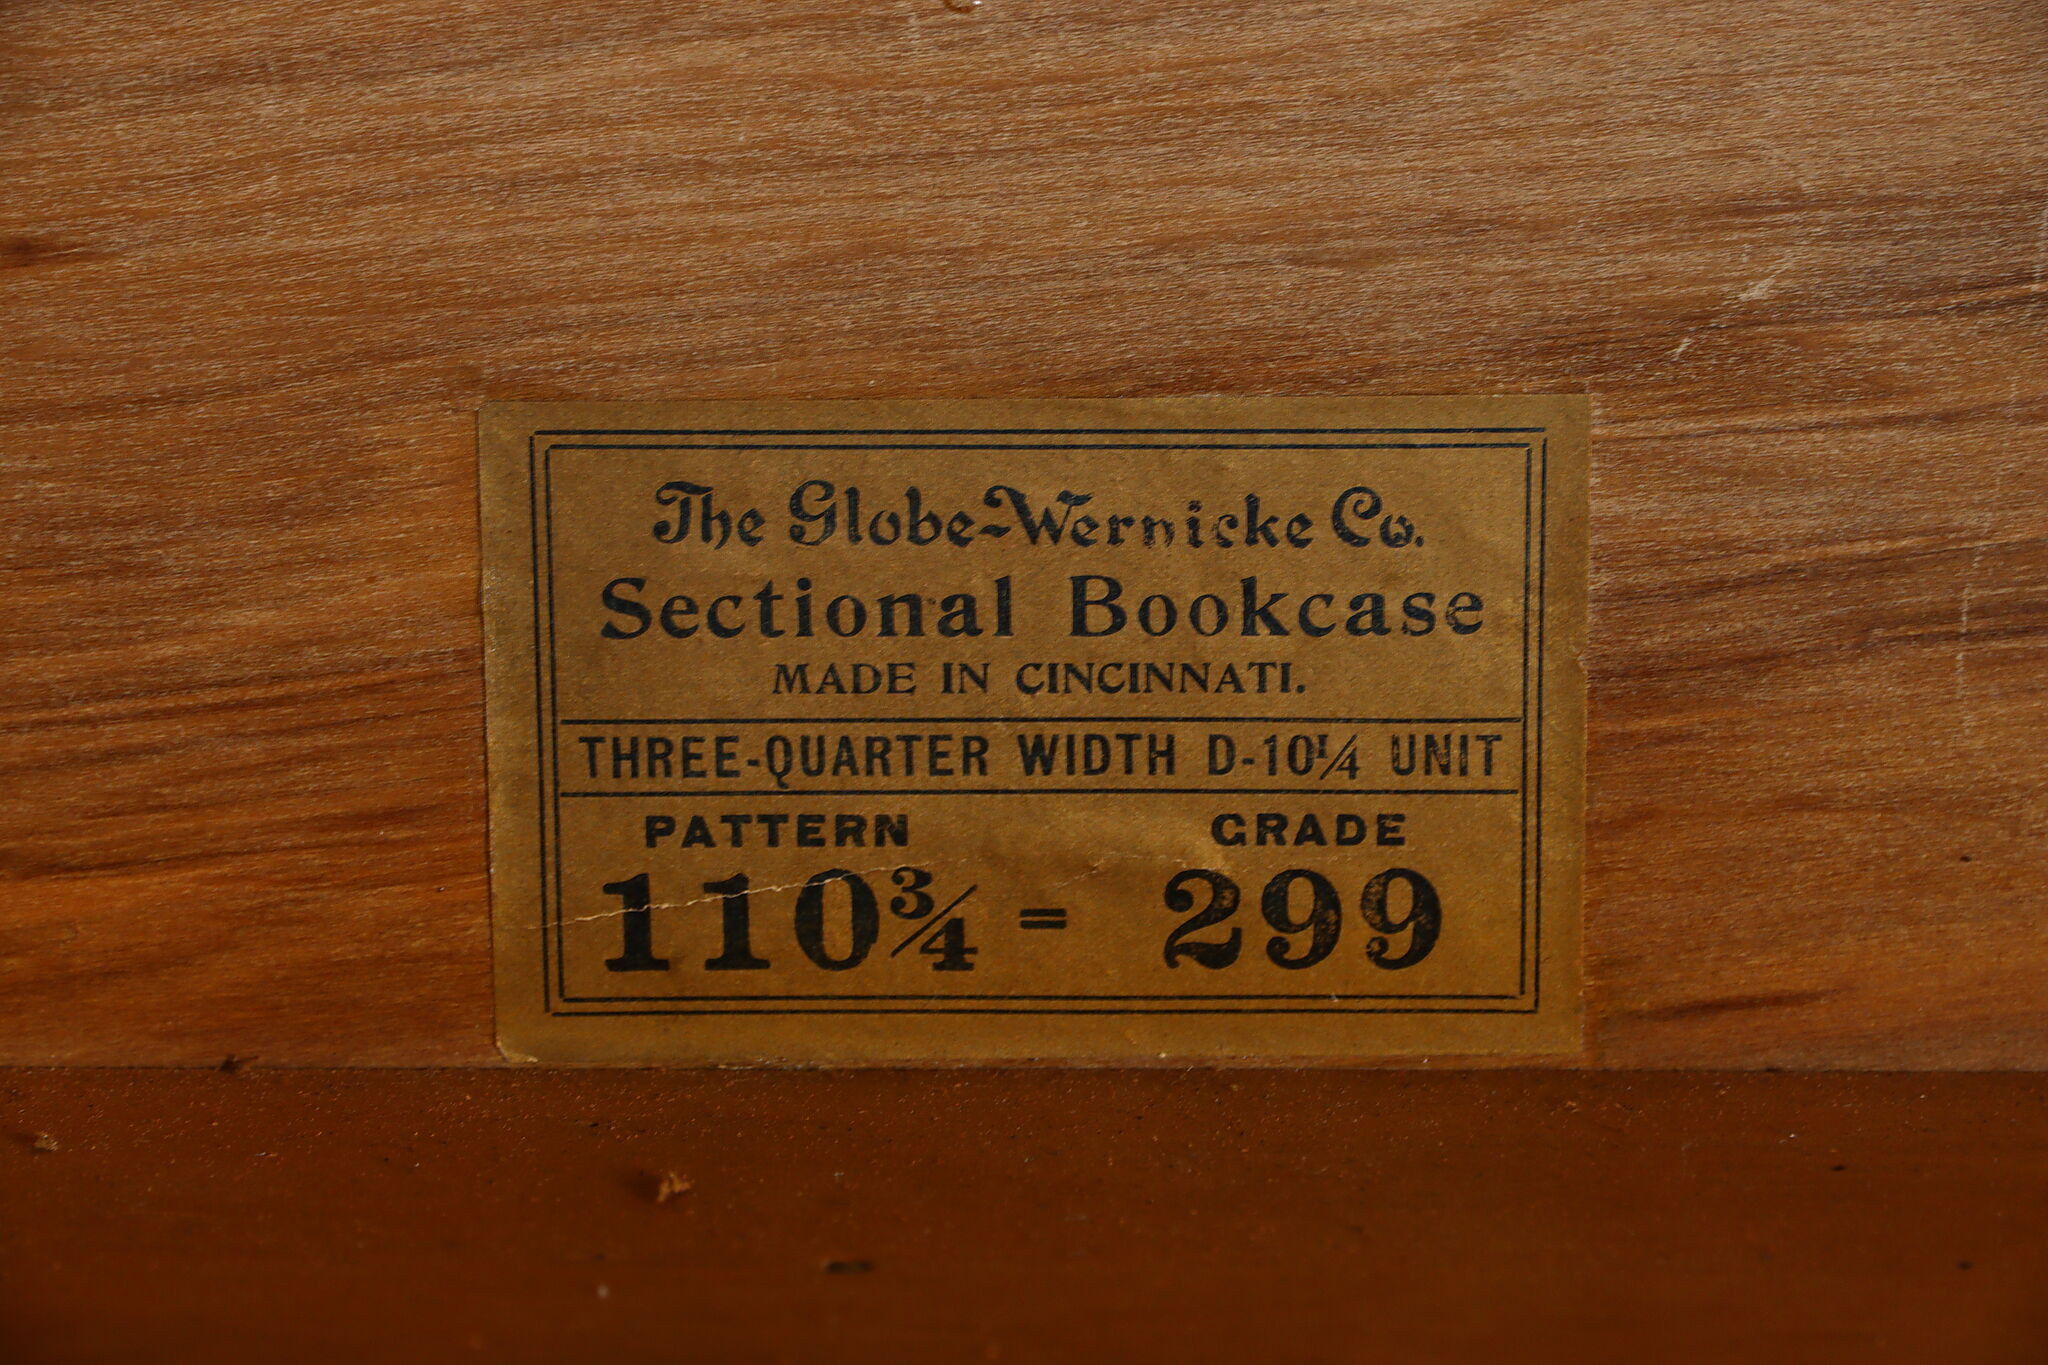 The Globe-Wernicke Co.
Sectional Bookcase
MADE IN CINCINNATI.
THREE-QUARTER WIDTH D-10¼ UNIT
PATTERN GRADE
110¾ = 299